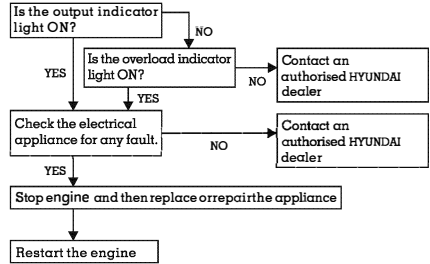 Is the output indicator
light ON?
NO
Is the overload indicator
light ON?
YES
NO
Contact an
authorised HYUNDAI
dealer
YES
Check the electrical
appliance for any fault.
NO
Contact an
authorised HYUNDAI
dealer
YES
Stop engine and then replace orrepairthe appliance
Restart the engine